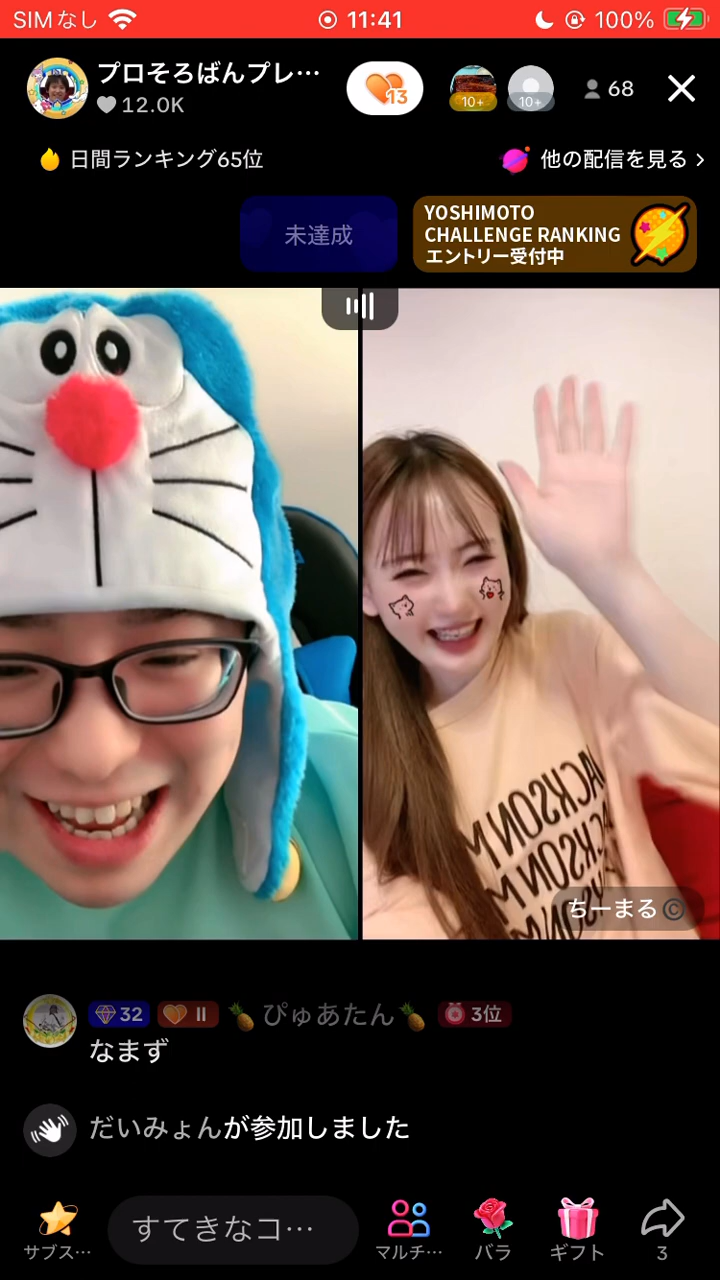 SIMなし
11:41
100%
プロそろばんプレ…
12.0K
13
10+
10+
68
日間ランキング65位
他の配信を見る
未達成
YOSHIMOTO
CHALLENGE RANKING
エントリー受付中
JACKSON M
JACKSON M
JACKSON M
ちーまる
32
II
ぴゅあたん
3位
なまず
だいみょんが参加しました
サブス…
すてきなコ…
マルチ…
バラ
ギフト
3